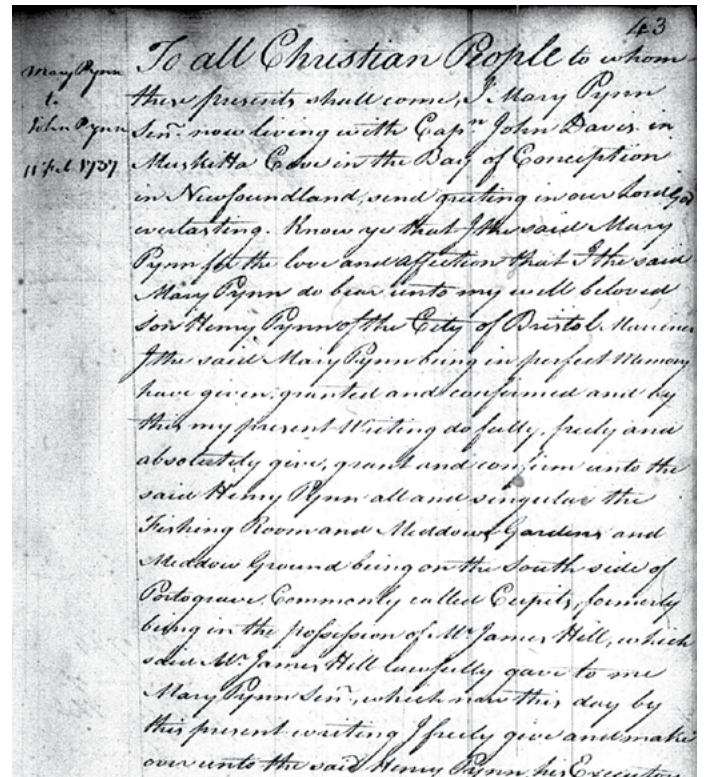 43
Mary Pynn
to
John Pynn
11 Feb 1737
To all Christian People to whom
these presents shall come, I Mary Pynn
Senr. now living with Capn. John Davis in
Muskitta Cove in the Bay of Conception
in Newfoundland, send greeting in our Lord God
everlasting. Know ye that I the said Mary
Pynn for the love and affection that I the said
Mary Pynn do bear unto my well beloved
son Henry Pynn of the City of Bristol Mariner
I the said Mary Pynn being in perfect Memory
have given, granted and confirmed and by
this my present Writing do fully, freely and
absolutely give, grant and confirm unto the
said Henry Pynn all and singular the
Fishing Room and Meddows Gardens and
Meddow Ground being on the South side of
Portograve Commonly called Cupits, formerly
being in the possession of Mr. James Hill, which
said Mr. James Hill lawfully gave to me
Mary Pynn Senr., which now this day by
this present writing I freely give and make
over unto the said Henry Pynn his Executors